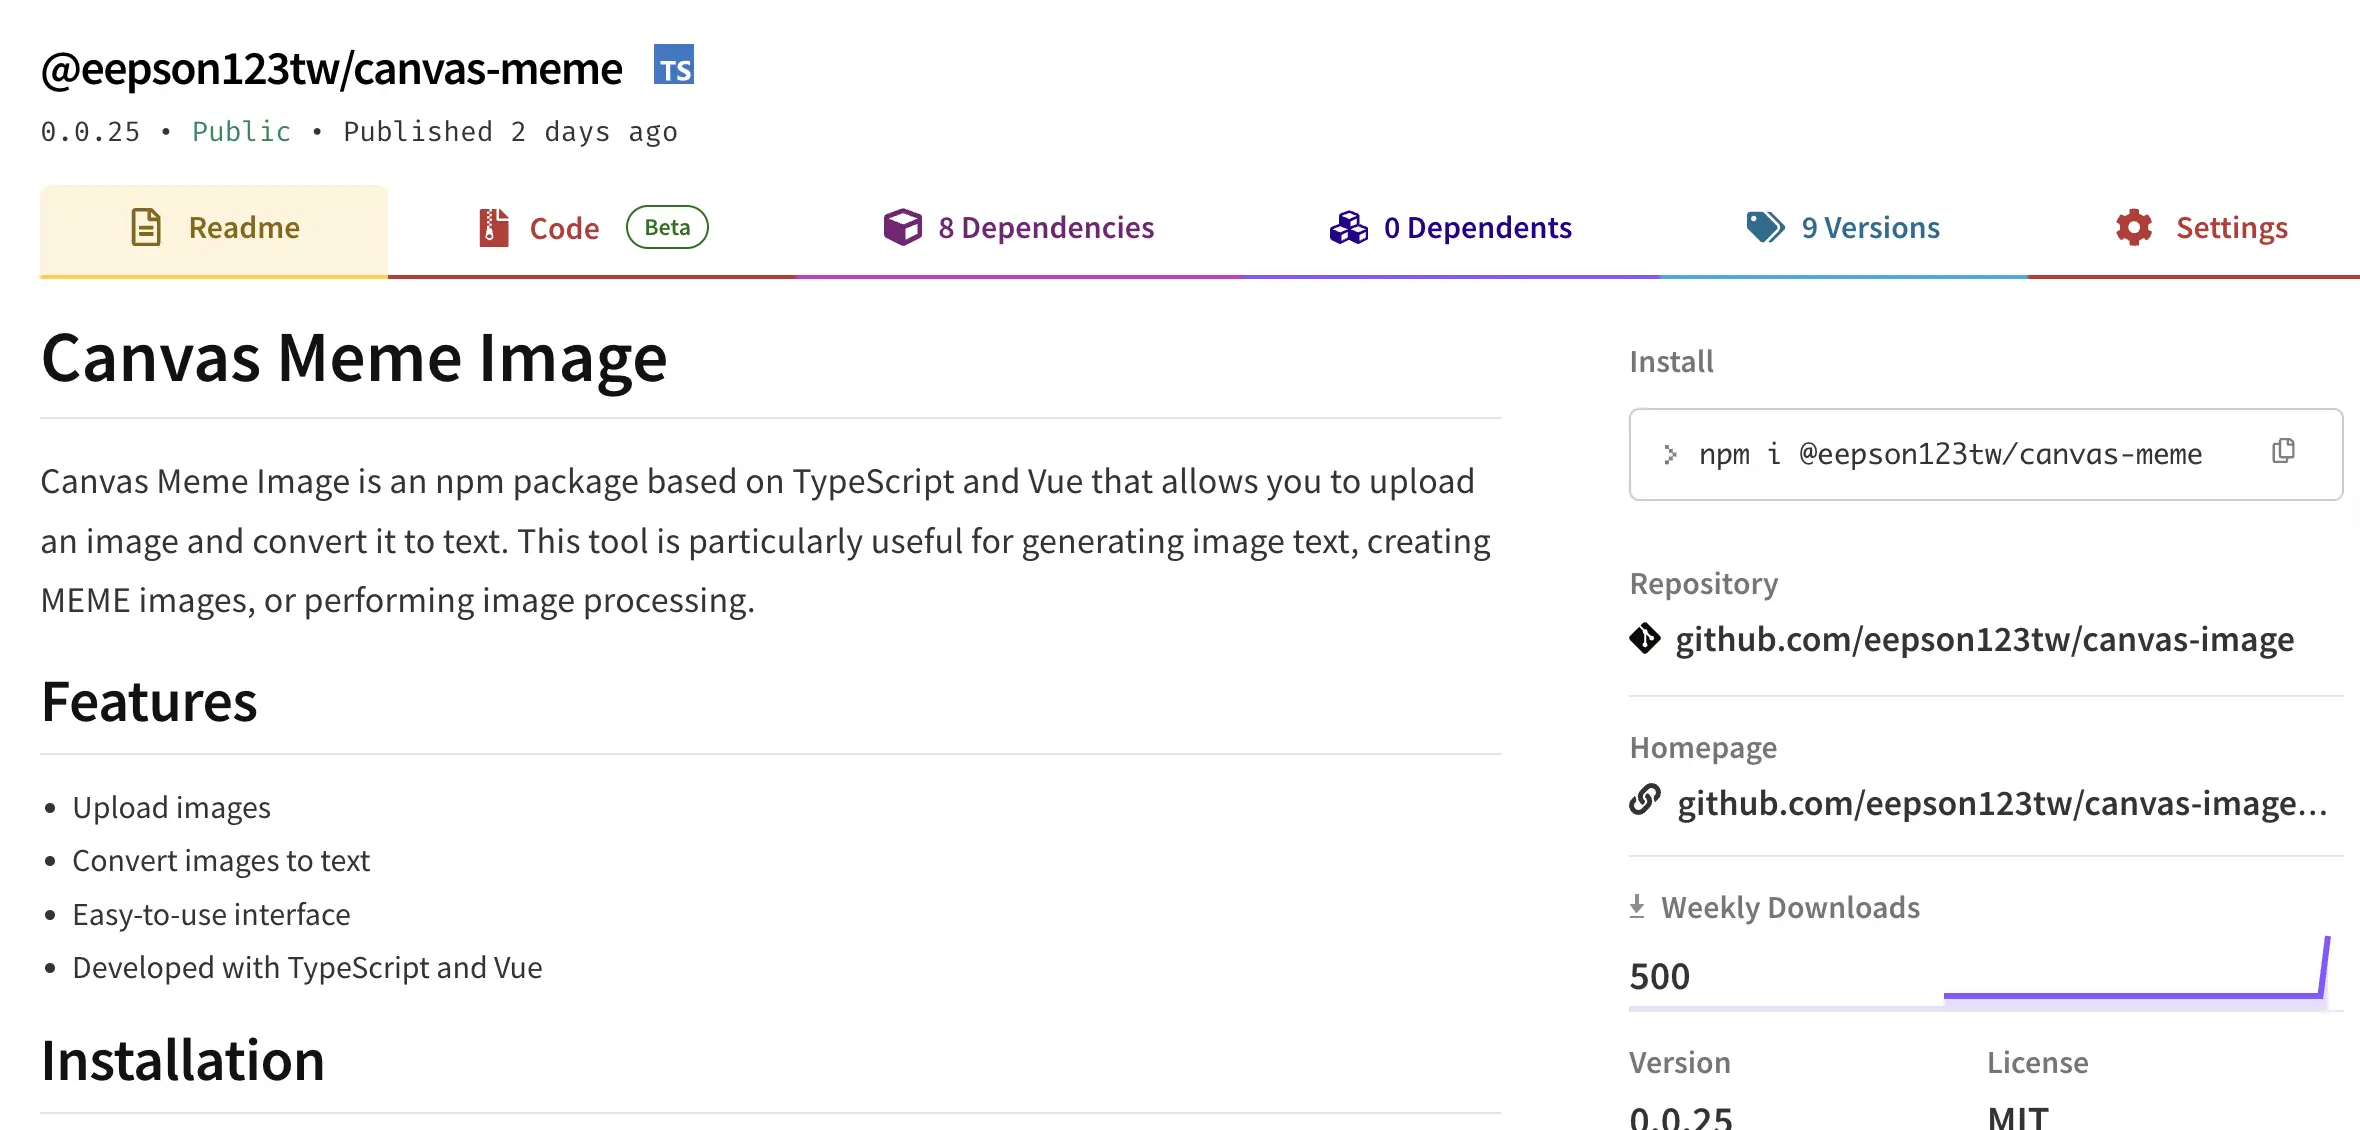 @eepson123tw/canvas-meme TS
0.0.25 • Public • Published 2 days ago
Readme
Code Beta
8 Dependencies
0 Dependents
9 Versions
Settings
Canvas Meme Image
Canvas Meme Image is an npm package based on TypeScript and Vue that allows you to upload
an image and convert it to text. This tool is particularly useful for generating image text, creating
MEME images, or performing image processing.
Features
• Upload images
• Convert images to text
• Easy-to-use interface
• Developed with TypeScript and Vue
Installation
Install
> npm i @eepson123tw/canvas-meme
Repository
github.com/eepson123tw/canvas-image
Homepage
github.com/eepson123tw/canvas-image...
Weekly Downloads
500
Version
0.0.25
License
MIT